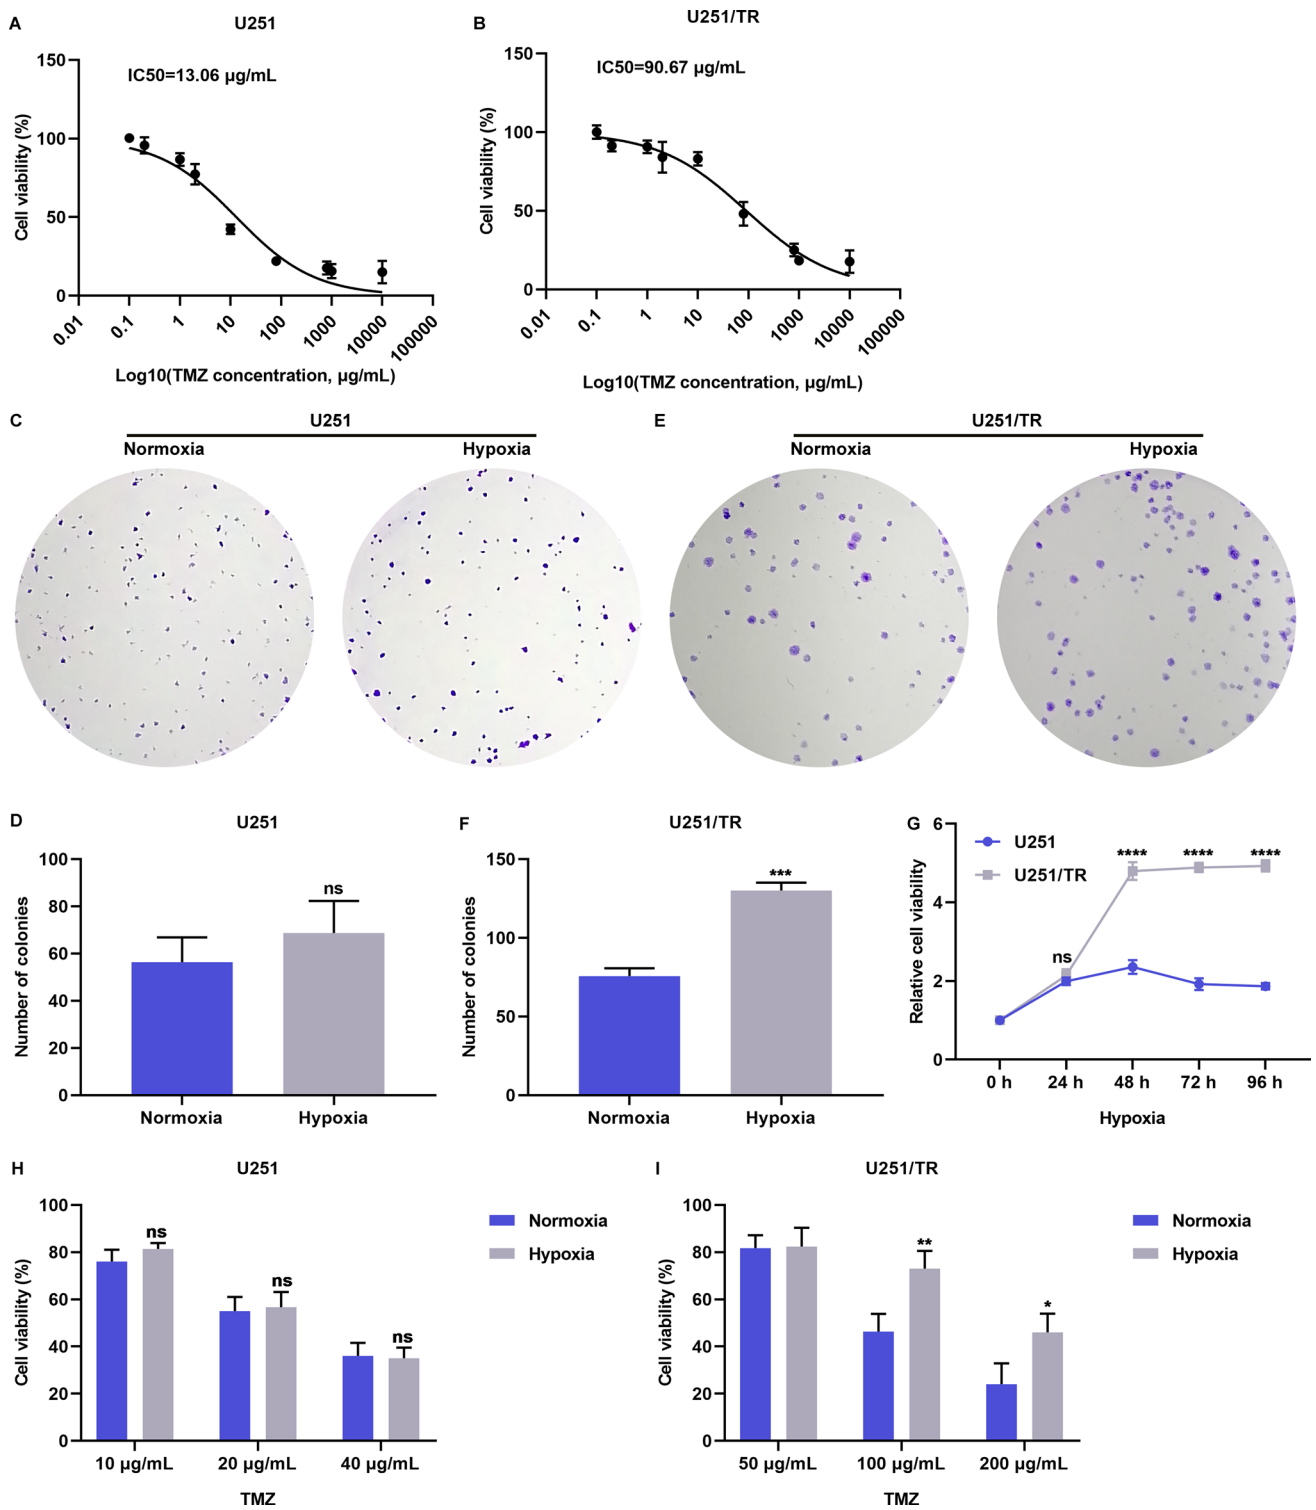 A
U251
150
IC50=13.06 µg/mL
100
50
0
Cell viability (%)
0.01
0.1
1
10
100
1000
10000
100000
Log10(TMZ concentration, µg/mL)
B
U251/TR
150
IC50=90.67 µg/mL
100
50
0
Cell viability (%)
0.01
0.1
1
10
100
1000
10000
100000
Log10(TMZ concentration, µg/mL)
C
U251
Normoxia
Hypoxia
E
U251/TR
Normoxia
Hypoxia
D
U251
100
80
60
40
20
0
Number of colonies
ns
Normoxia
Hypoxia
F
U251/TR
150
100
50
0
Number of colonies
***
Normoxia
Hypoxia
G
6
4
2
0
Relative cell viability
U251
U251/TR
ns
****
****
****
0 h
24 h
48 h
72 h
96 h
Hypoxia
H
U251
100
80
60
40
20
0
Cell viability (%)
ns
ns
ns
10 µg/mL
20 µg/mL
40 µg/mL
TMZ
Normoxia
Hypoxia
I
U251/TR
100
80
60
40
20
0
Cell viability (%)
**
*
50 µg/mL
100 µg/mL
200 µg/mL
TMZ
Normoxia
Hypoxia